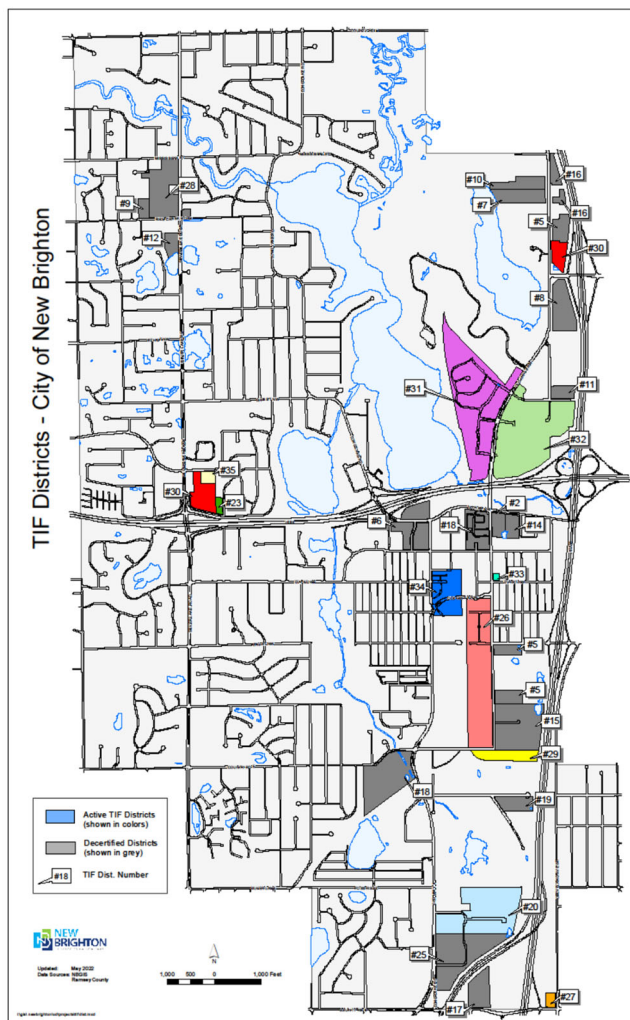 TIF Districts - City of New Brighton
#16
#10
#28
#9
#7
#16
#5
#12
#30
#8
#31
#11
#32
#35
#30
#23
#2
#6
#18
#14
#33
#34
#26
#5
#5
#15
#29
#18
#19
#20
#25
#27
#17
Active TIF Districts
(shown in colors)
Decertified Districts
(shown in grey)
#18
TIF Dist. Number
NEW
BRIGHTON
N
Updated: May 2022
Data Sources: NBGIS
Ramsey County
1,000 500 0 1,000 Feet